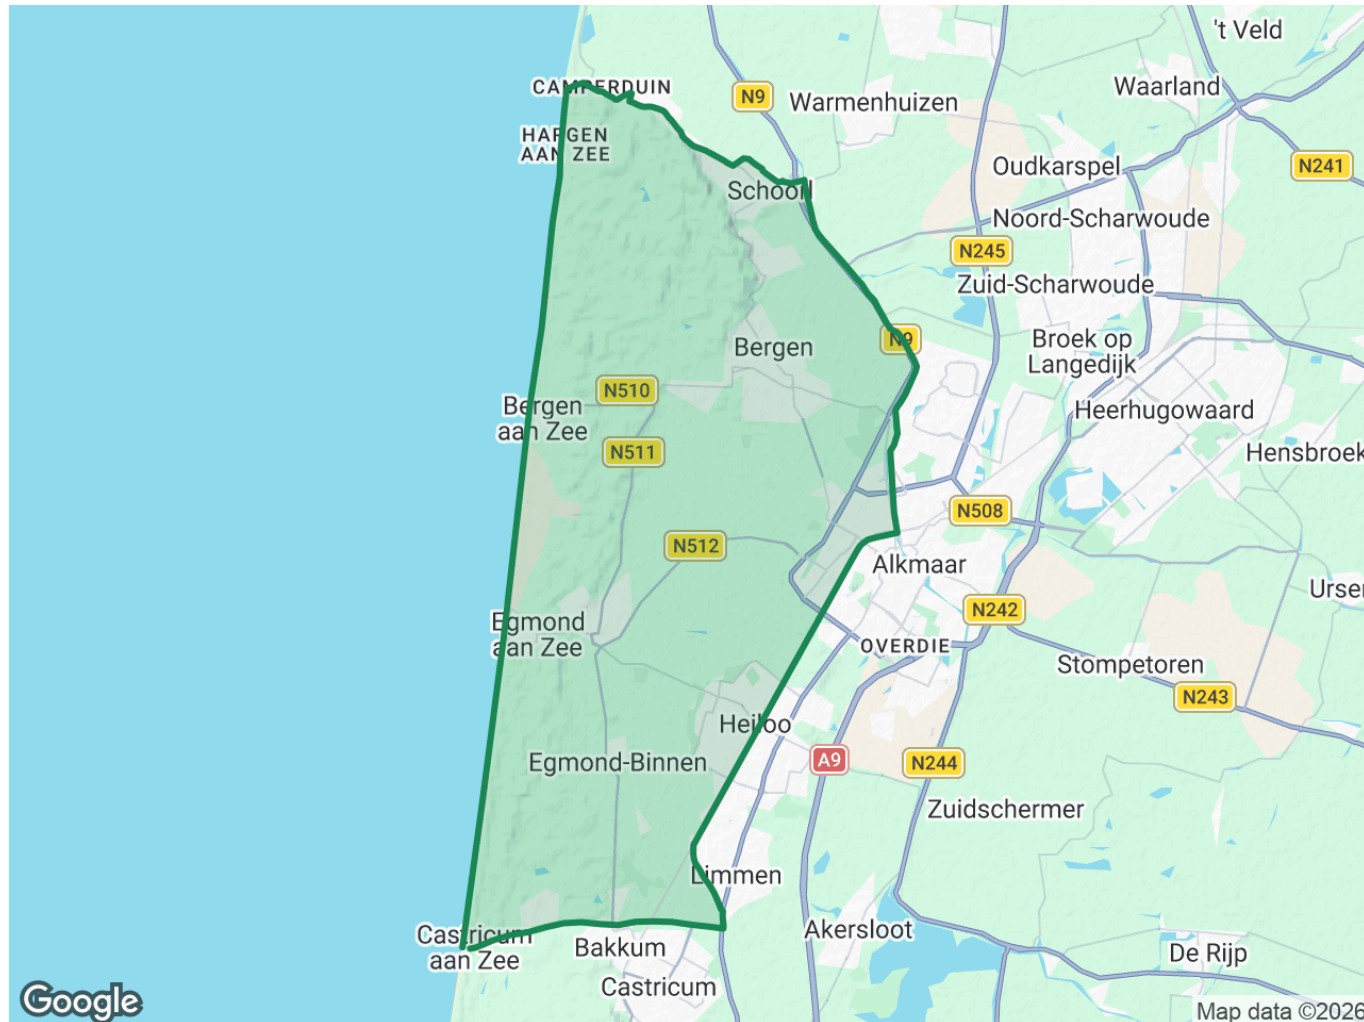 't Veld
CAMPERDUIN
N9
Warmenhuizen
Waarland
HARGEN
AAN ZEE
Oudkarspel
N241
Schoorl
Noord-Scharwoude
N245
Zuid-Scharwoude
N9
Bergen
Broek op
Langedijk
N510
Bergen
aan Zee
Heerhugowaard
N511
Hensbroek
N508
N512
Alkmaar
Ursem
N242
Egmond
aan Zee
OVERDIE
Stompetoren
N243
Heiloo
Egmond-Binnen
A9
N244
Zuidschermer
Limmen
Castricum
aan Zee
Bakkum
Akersloot
De Rijp
Castricum
Google
Map data ©2026